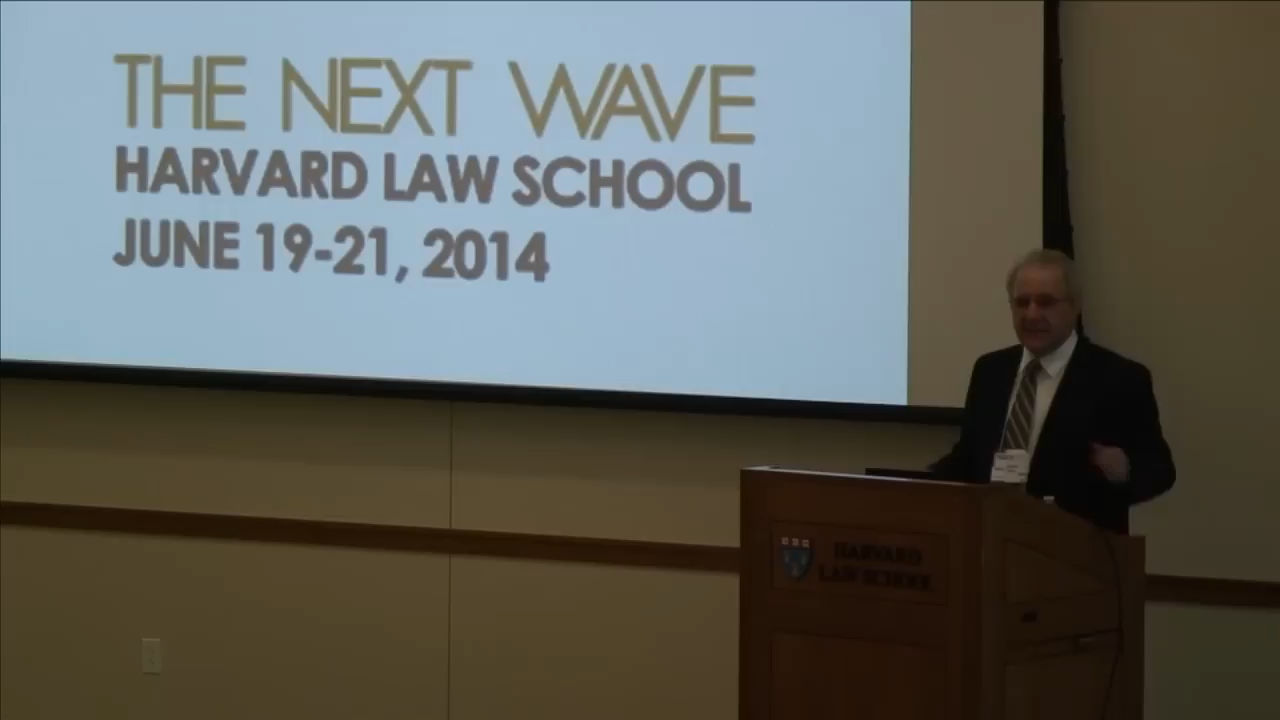 THE NEXT WAVE
HARVARD LAW SCHOOL
JUNE 19-21, 2014
HARVARD
LAW SCHOOL